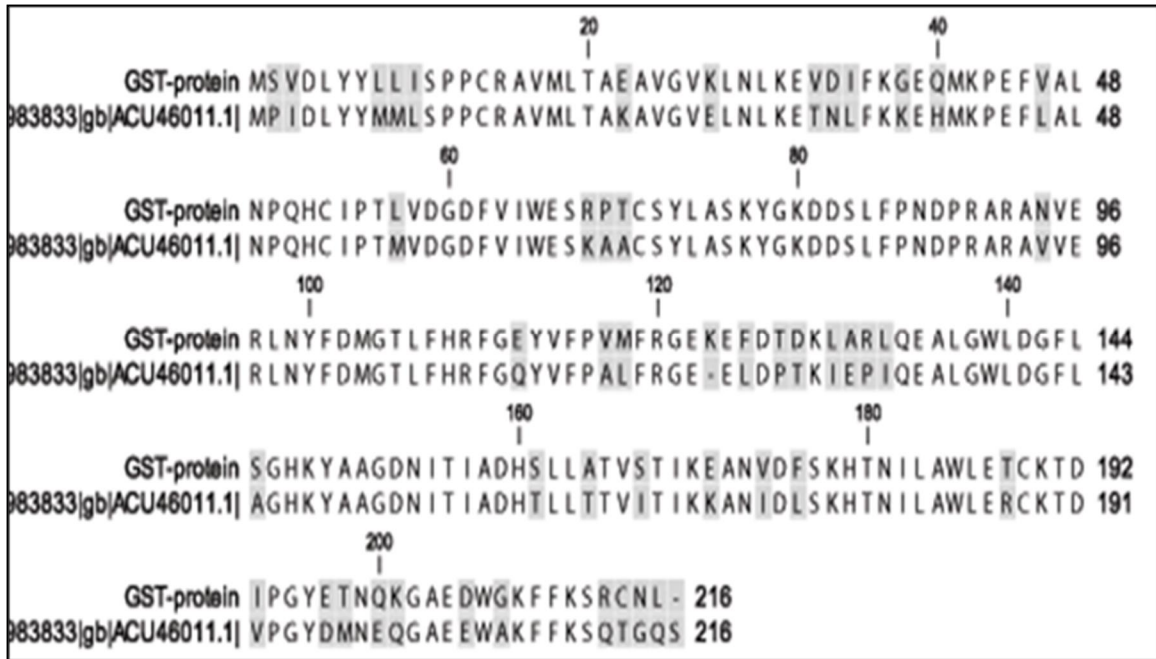 20 40
GST-protein MSVDLYYLLISPPCRAVMLTAEAVGVKLNLKEVDIFKGEQMKPEFVAL 48
983833|gb|ACU46011.1| MPIDLYYMMLSPPCRAVMLTAKAVGVELNLKETNLFKKEHMKPEFLAL 48
60 80
GST-protein NPQHCIPTLVDGDFVIWESRPTCSYLASKYGKDDSLFPNDPRARANVE 96
983833|gb|ACU46011.1| NPQHCIPTMVDGDFVIWESKAACSYLASKYGKDDSLFPNDPRARAVVE 96
100 120 140
GST-protein RLNYFDMGTLFHRFGEYVFPVMFRGEKEFDTDKLARLQEALGWLDGFL 144
983833|gb|ACU46011.1| RLNYFDMGTLFHRFGQYVFPALFRGE-ELDPTKIEPIQEALGWLDGFL 143
160 180
GST-protein SGHKYAAGDNITIADHSLLATVSTIKEANVDFSKHTNILAWLETCKTD 192
983833|gb|ACU46011.1| AGHKYAAGDNITIADHTLLTTVITIKKANIDLSKHTNILAWLERCKTD 191
200
GST-protein IPGYETNQKGAEDWGKFFKSRCNL- 216
983833|gb|ACU46011.1| VPGYDMNEQGAEEWAKFFKSQTGQS 216